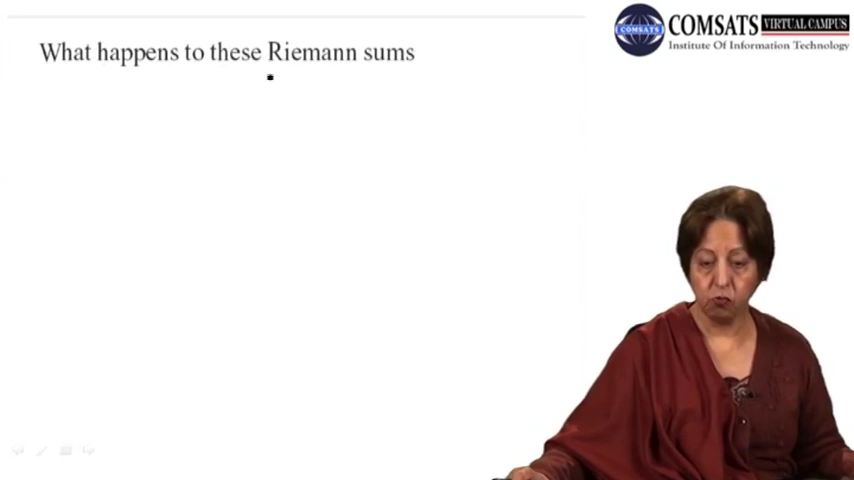 What happens to these Riemann sums
COMSATS
COMSATS VIRTUAL CAMPUS
Institute Of Information Technology